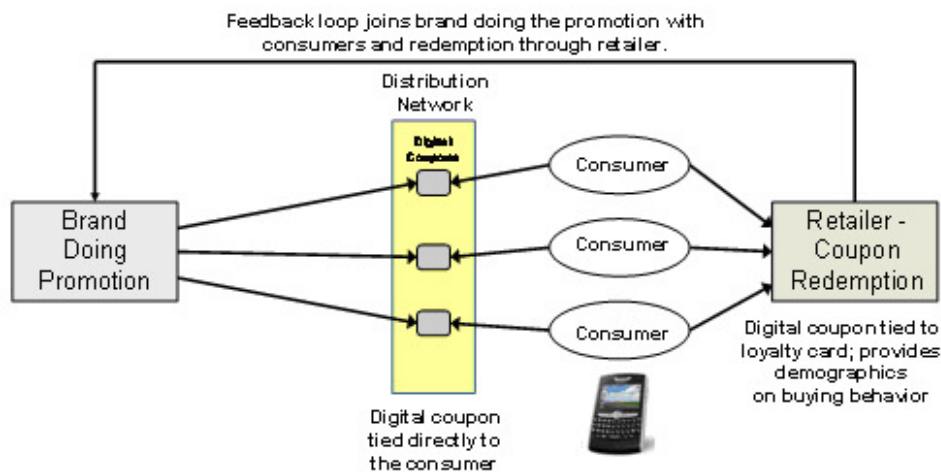 Feedback loop joins brand doing the promotion with
consumers and redemption through retailer.
Distribution
Network
Digital
Coupons
Consumer
Brand
Doing
Promotion
Consumer
Retailer -
Coupon
Redemption
Consumer
Digital coupon tied to
loyalty card; provides
demographics
on buying behavior
Digital coupon
tied directly to
the consumer